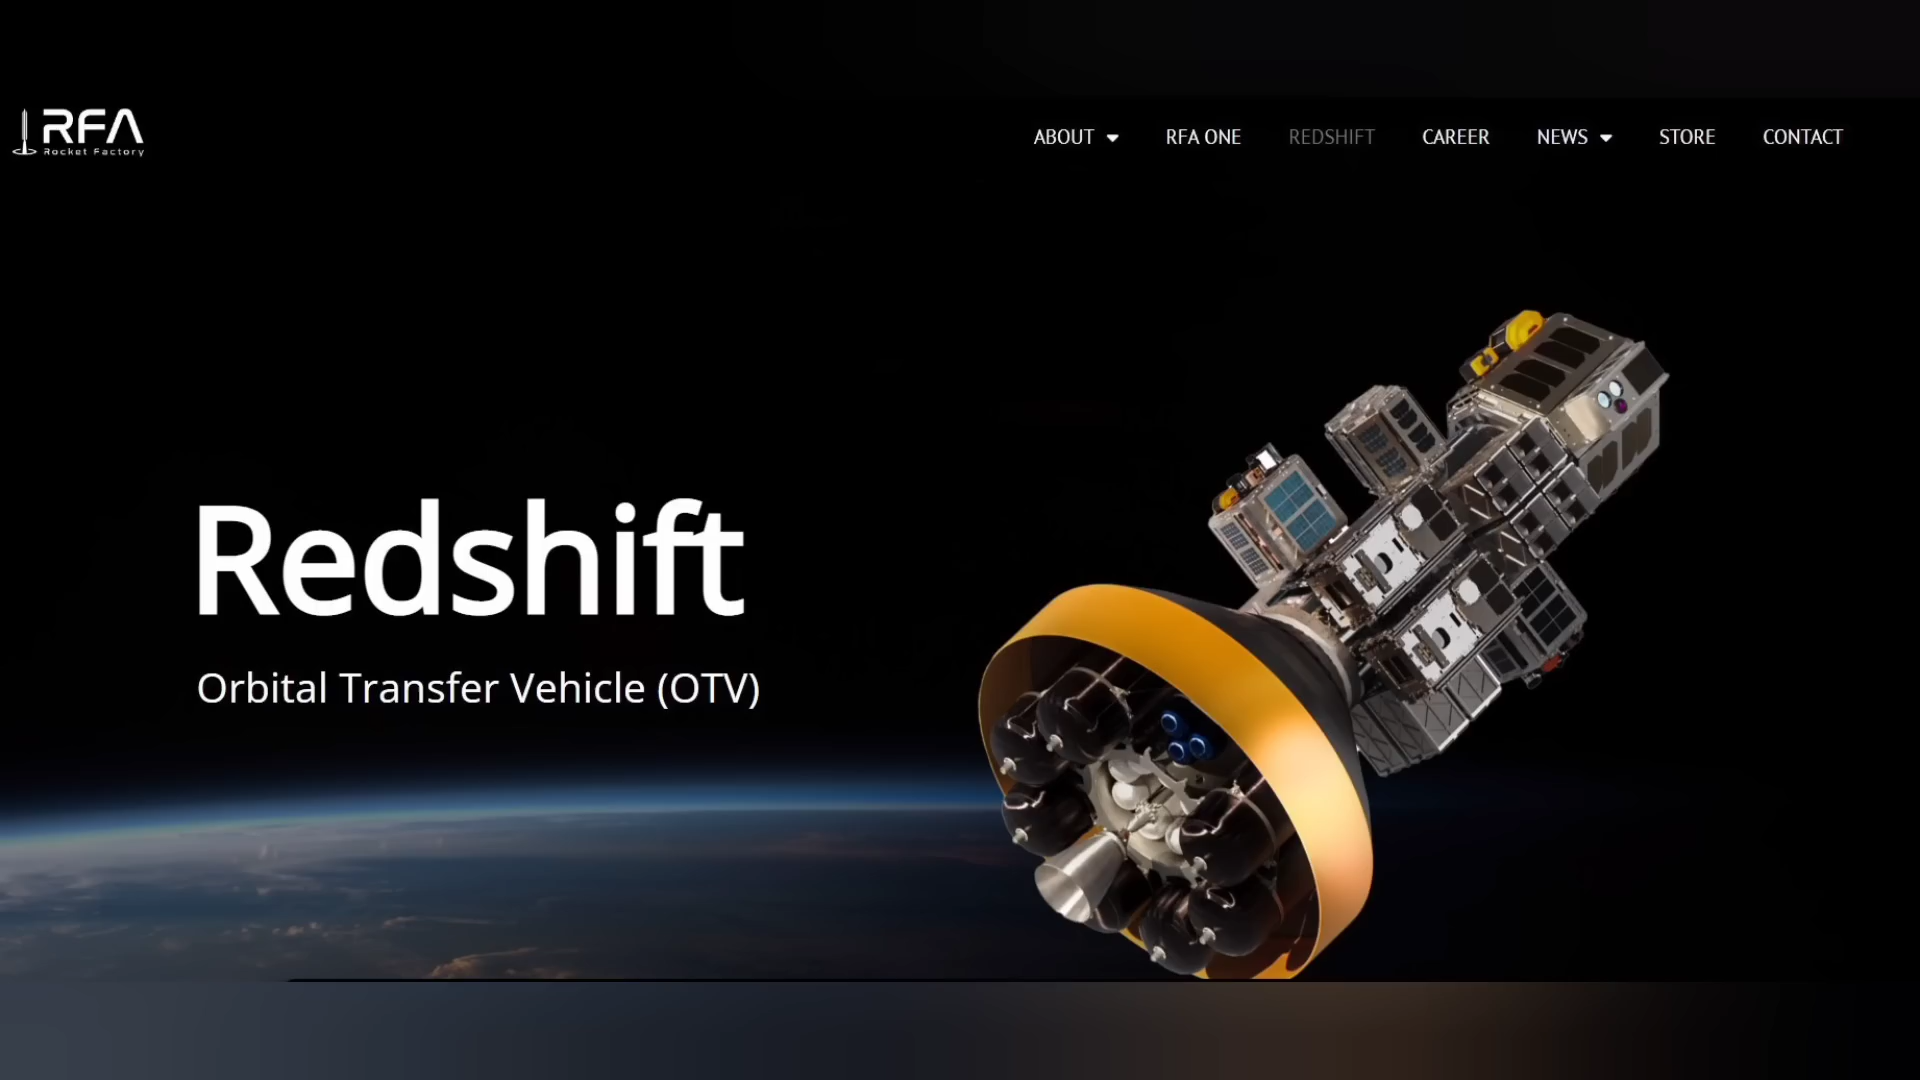 RFA
Rocket Factory
ABOUT RFA ONE REDSHIFT CAREER NEWS STORE CONTACT
Redshift
Orbital Transfer Vehicle (OTV)